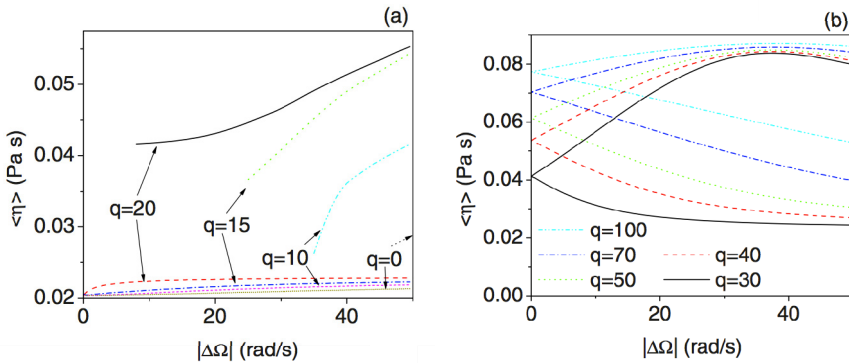 (a)
<η> (Pa s)
0.05
0.04
0.03
0.02
q=20
q=15
q=10
q=0
0
20
40
|ΔΩ| (rad/s)
(b)
<η> (Pa s)
0.08
0.06
0.04
0.02
0.00
q=100
q=70
q=40
q=50
q=30
0
20
40
|ΔΩ| (rad/s)